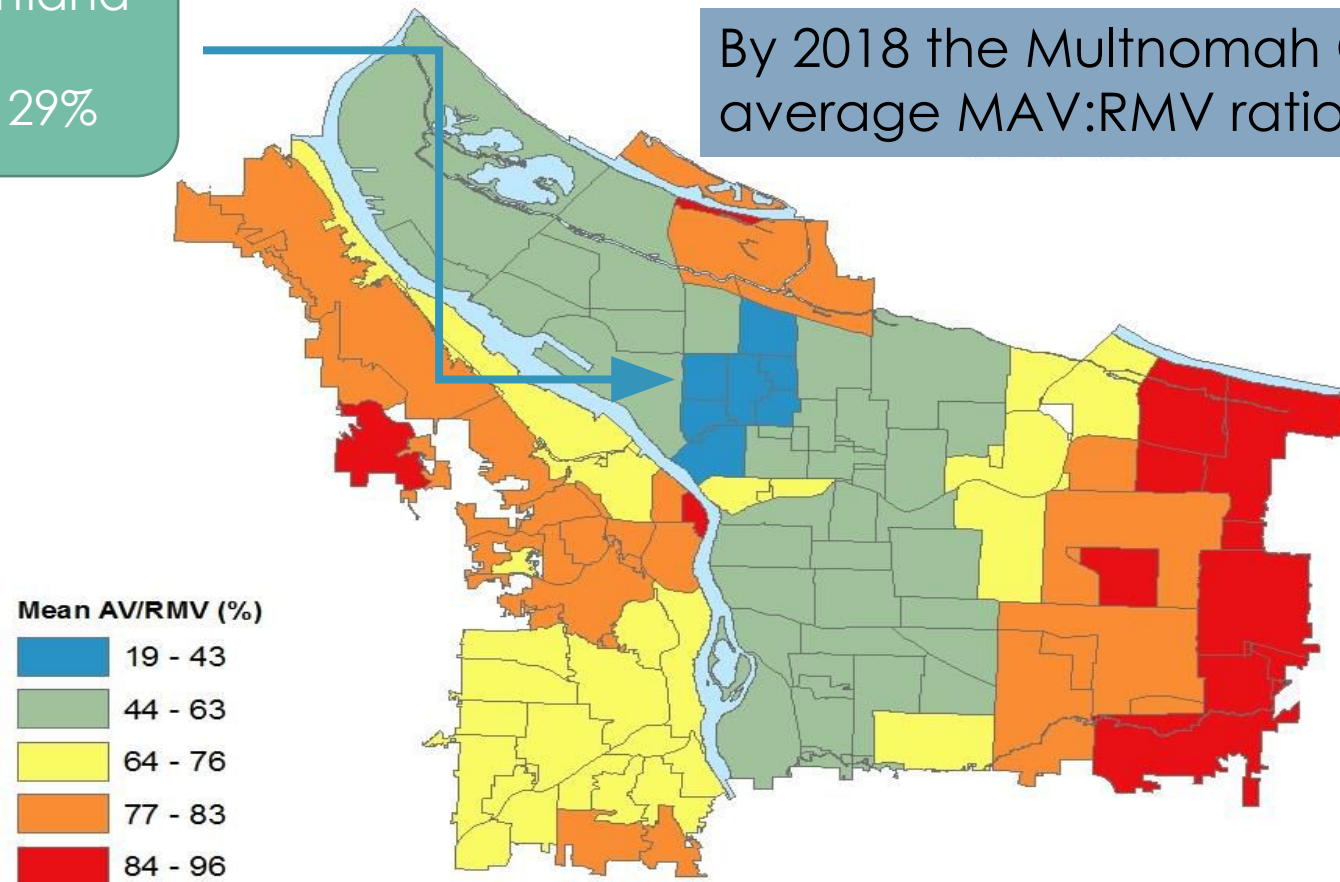 29%
By 2018 the Multnomah
average MAV:RMV
Mean AV/RMV (%)
19 - 43
44 - 63
64 - 76
77 - 83
84 - 96